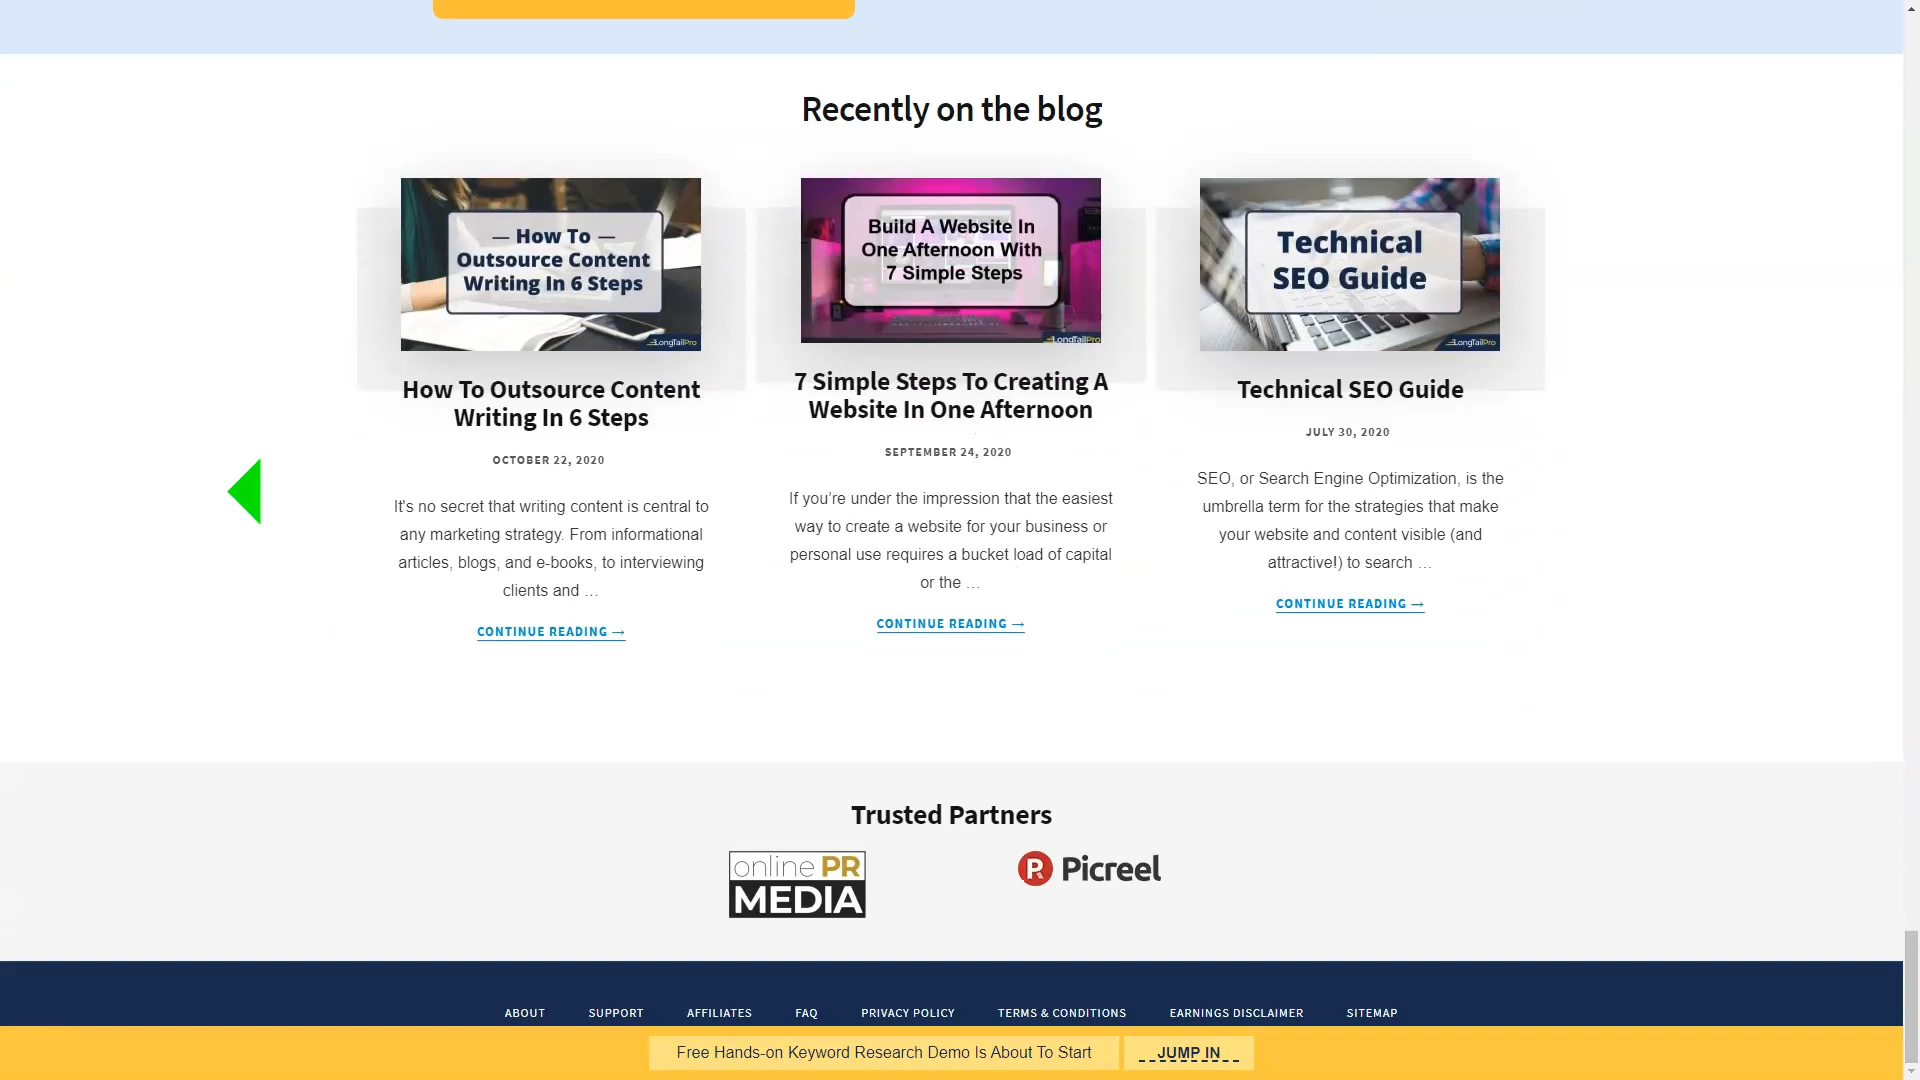 Recently on the blog
— How To —
Outsource Content
Writing In 6 Steps
LongTailPro
How To Outsource Content
Writing In 6 Steps
OCTOBER 22, 2020
It's no secret that writing content is central to
any marketing strategy. From informational
articles, blogs, and e-books, to interviewing
clients and …
CONTINUE READING →
Build A Website In
One Afternoon With
7 Simple Steps
LongTailPro
7 Simple Steps To Creating A
Website In One Afternoon
SEPTEMBER 24, 2020
If you’re under the impression that the easiest
way to create a website for your business or
personal use requires a bucket load of capital
or the …
CONTINUE READING →
Technical
SEO Guide
LongTailPro
Technical SEO Guide
JULY 30, 2020
SEO, or Search Engine Optimization, is the
umbrella term for the strategies that make
your website and content visible (and
attractive!) to search …
CONTINUE READING →
Trusted Partners
online PR
MEDIA
R Picreel
ABOUT SUPPORT AFFILIATES FAQ PRIVACY POLICY TERMS & CONDITIONS EARNINGS DISCLAIMER SITEMAP
Free Hands-on Keyword Research Demo Is About To Start JUMP IN